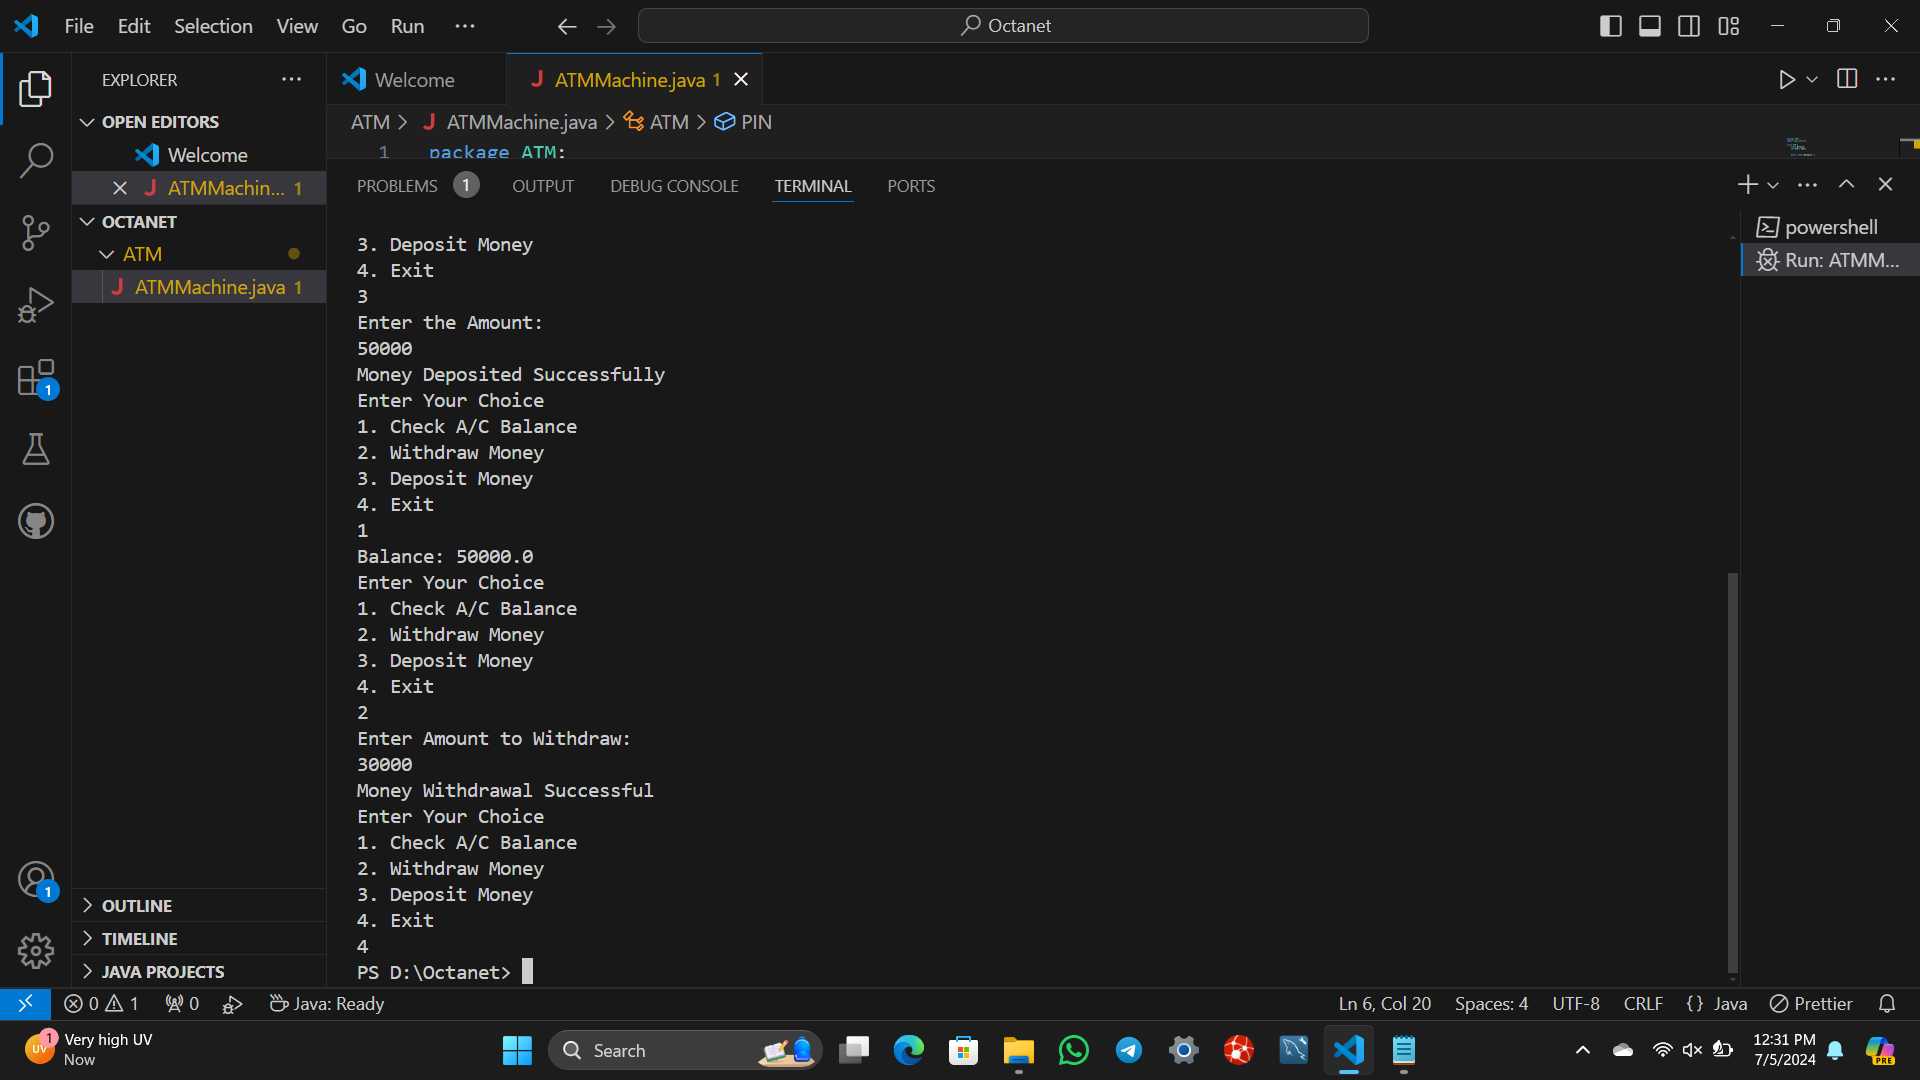 File Edit Selection View Go Run ···
Octanet
EXPLORER ···
OPEN EDITORS
Welcome
ATMMachin... 1
OCTANET
ATM
ATMMachine.java 1
OUTLINE
TIMELINE
JAVA PROJECTS
Welcome ATMMachine.java 1
ATM > ATMMachine.java > ATM > PIN
1 package ATM;
PROBLEMS 1 OUTPUT DEBUG CONSOLE TERMINAL PORTS
3. Deposit Money
4. Exit
3
Enter the Amount:
50000
Money Deposited Successfully
Enter Your Choice
1. Check A/C Balance
2. Withdraw Money
3. Deposit Money
4. Exit
1
Balance: 50000.0
Enter Your Choice
1. Check A/C Balance
2. Withdraw Money
3. Deposit Money
4. Exit
2
Enter Amount to Withdraw:
30000
Money Withdrawal Successful
Enter Your Choice
1. Check A/C Balance
2. Withdraw Money
3. Deposit Money
4. Exit
4
PS D:\Octanet>
powershell
Run: ATMM...
1
1
0 1 0 Java: Ready Ln 6, Col 20 Spaces: 4 UTF-8 CRLF {} Java Prettier
UV 1
Very high UV
Now
Search
12:31 PM
7/5/2024
PRE